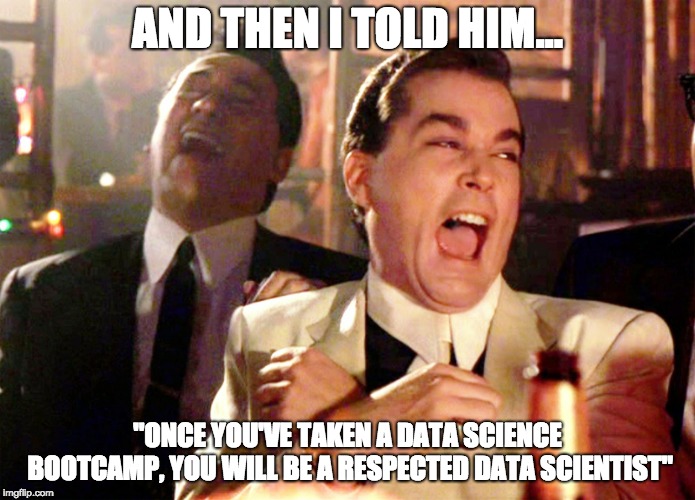 AND THEN I TOLD HIM...
"ONCE YOU'VE TAKEN A DATA SCIENCE
BOOTCAMP, YOU WILL BE A RESPECTED DATA SCIENTIST"
imgflip.com